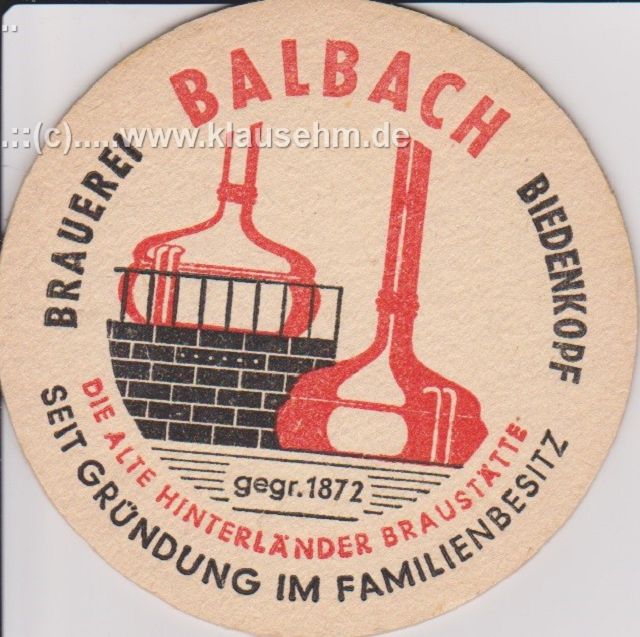 BALBACH
.::(c).....www.klausehm.de
BRAUEREI
BIEDENKOPF
gegr. 1872
DIE ALTE HINTERLÄNDER BRAUSTÄTTE
SEIT GRÜNDUNG IM FAMILIENBESITZ